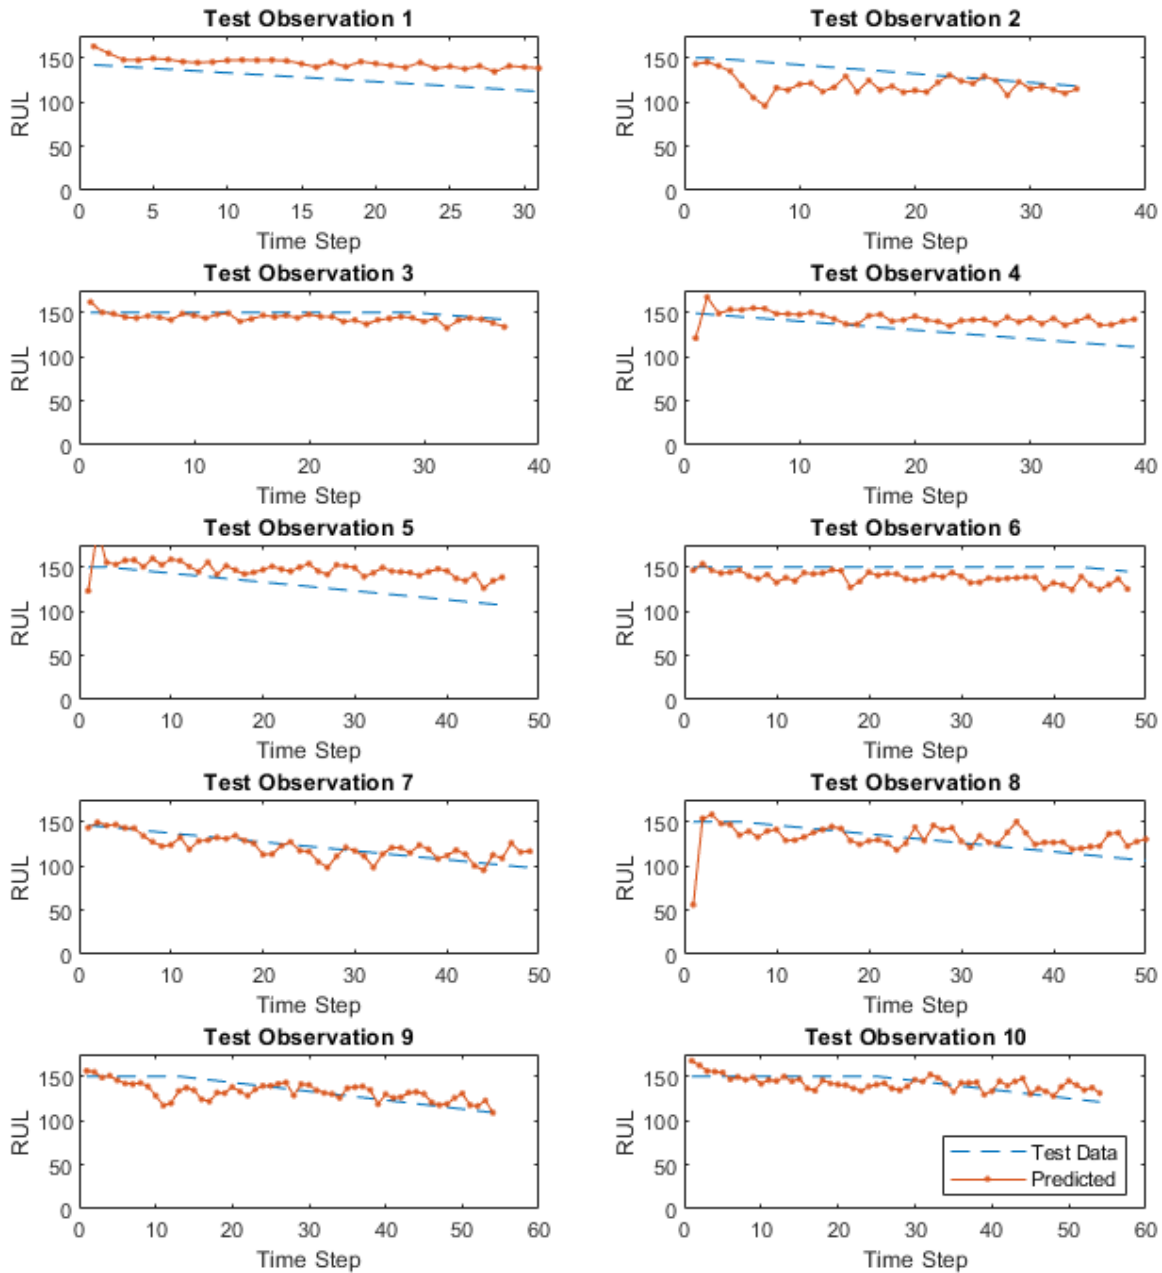 Test Observation 1
150
100
50
0
RUL
0 5 10 15 20 25 30
Time Step
Test Observation 2
150
100
50
0
RUL
0 10 20 30 40
Time Step
Test Observation 3
150
100
50
0
RUL
0 10 20 30 40
Time Step
Test Observation 4
150
100
50
0
RUL
0 10 20 30 40
Time Step
Test Observation 5
150
100
50
0
RUL
0 10 20 30 40 50
Time Step
Test Observation 6
150
100
50
0
RUL
0 10 20 30 40 50
Time Step
Test Observation 7
150
100
50
0
RUL
0 10 20 30 40 50
Time Step
Test Observation 8
150
100
50
0
RUL
0 10 20 30 40 50
Time Step
Test Observation 9
150
100
50
0
RUL
0 10 20 30 40 50 60
Time Step
Test Observation 10
150
100
50
0
RUL
0 10 20 30 40 50 60
Time Step
Test Data
Predicted